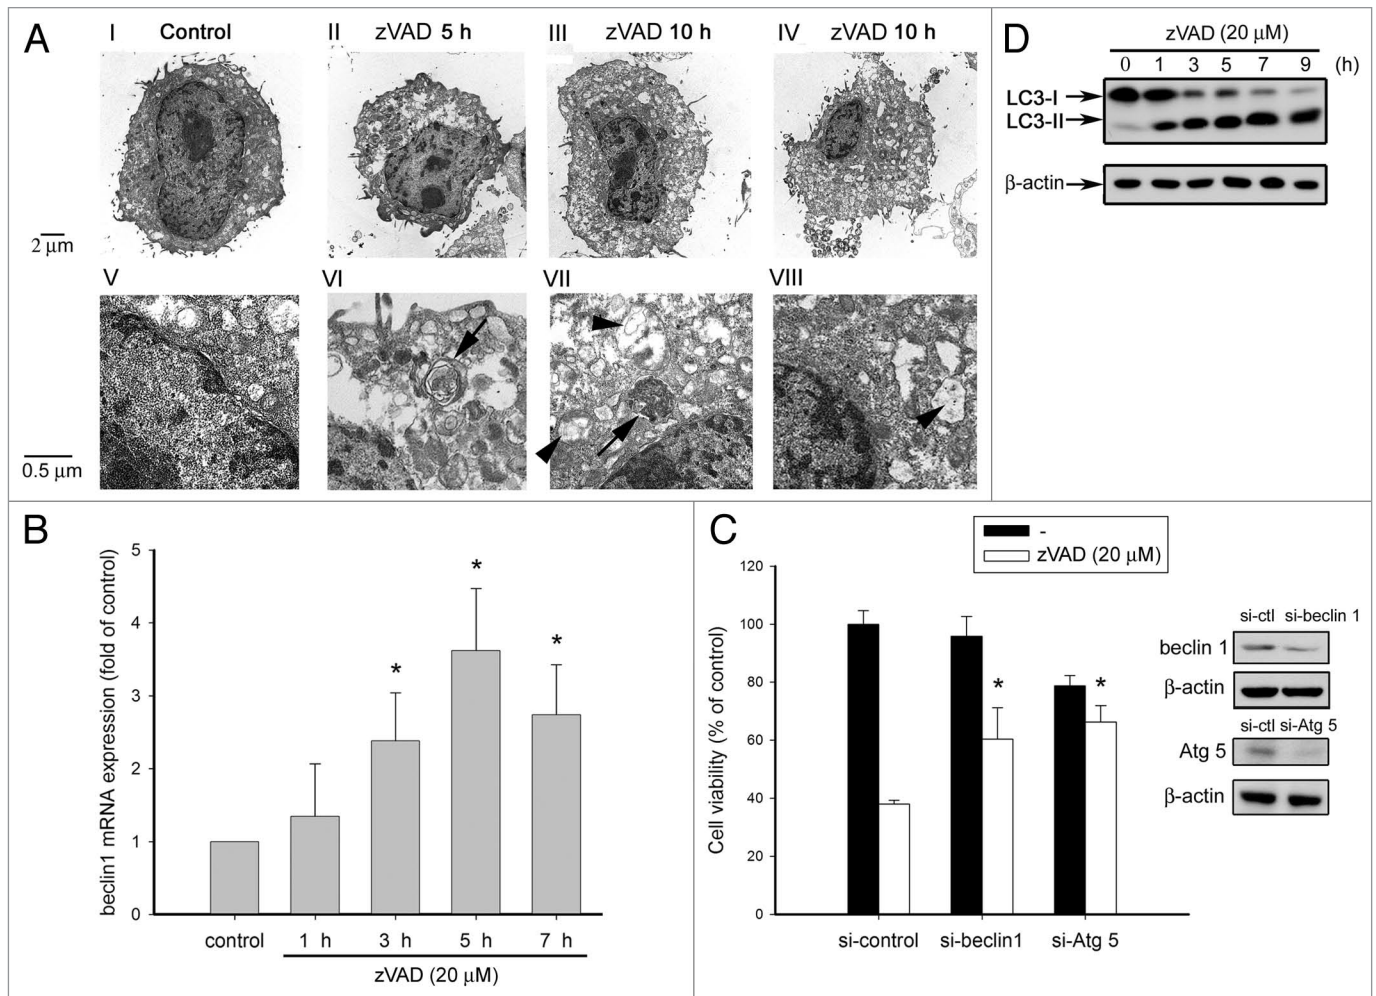 A
I Control
II zVAD 5 h
III zVAD 10 h
IV zVAD 10 h
2 μm
V
VI
VII
VIII
0.5 μm
D
zVAD (20 μM)
0 1 3 5 7 9 (h)
LC3-I
LC3-II
β-actin
B
beclin1 mRNA expression (fold of control)
5
4
3
2
1
0
*
*
*
control 1 h 3 h 5 h 7 h
zVAD (20 μM)
C
-
zVAD (20 μM)
Cell viability (% of control)
120
100
80
60
40
20
0
* *
si-control si-beclin1 si-Atg 5
si-ctl si-beclin 1
beclin 1
β-actin
si-ctl si-Atg 5
Atg 5
β-actin